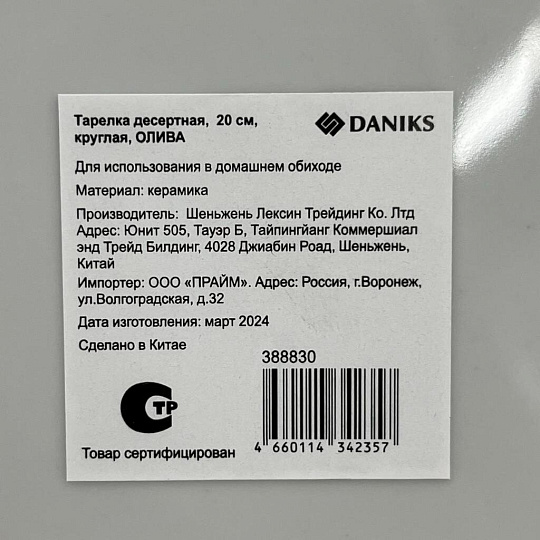 Тарелка десертная, 20 см,
круглая, ОЛИВА
DANIKS
Для использования в домашнем обиходе
Материал: керамика
Производитель: Шеньжень Лексин Трейдинг Ко. Лтд
Адрес: Юнит 505, Тауэр Б, Тайпингйанг Коммершиал
энд Трейд Билдинг, 4028 Джиабин Роад, Шеньжень,
Китай
Импортер: ООО «ПРАЙМ». Адрес: Россия, г.Воронеж,
ул.Волгоградская, д.32
Дата изготовления: март 2024
Сделано в Китае
388830
СТР
Товар сертифицирован
4 660114 342357